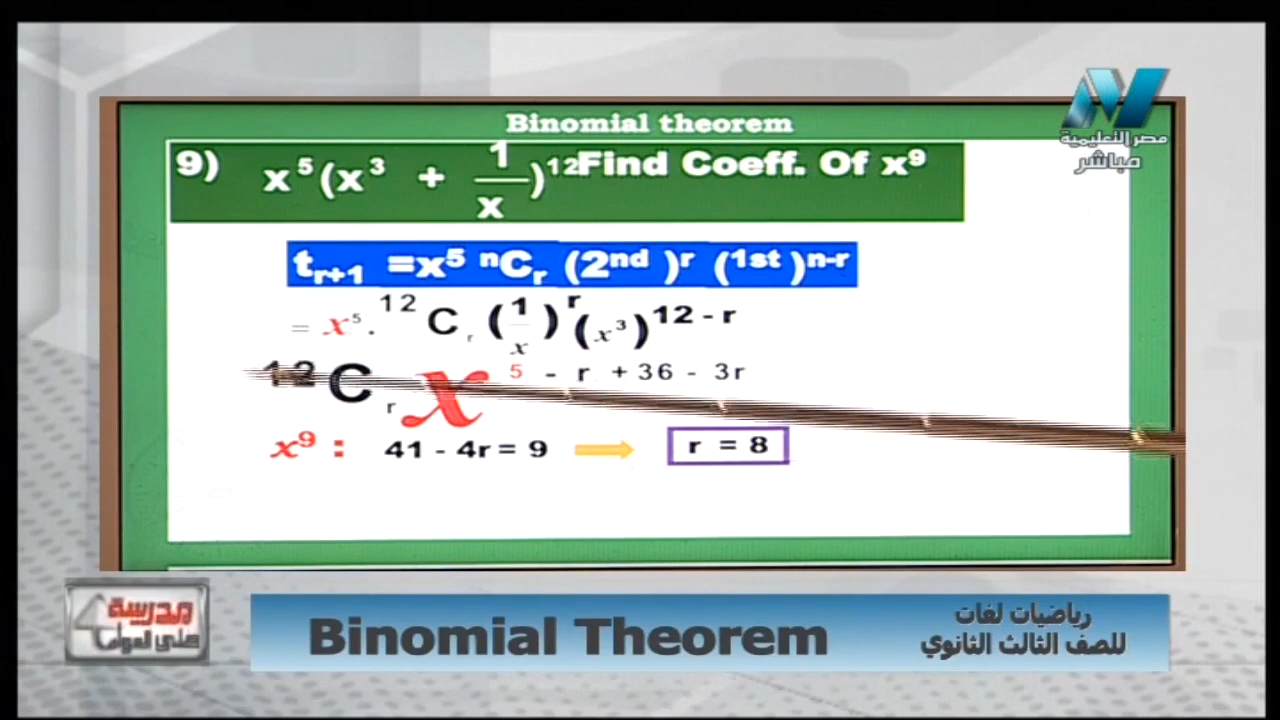 Binomial theorem
مصر التعليمية
مباشر
9) x⁵(x³ + 1/x)¹² Find Coeff. Of x⁹
tᵣ₊₁ =x⁵ ⁿCᵣ (2nd )ʳ (1st )ⁿ⁻ʳ
= x⁵. ¹²Cᵣ (1/x)ʳ (x³)¹² ⁻ ʳ
¹²Cᵣ x⁵ ⁻ ʳ ⁺ ³⁶ ⁻ ³ʳ
x⁹ : 41 - 4r = 9 r = 8
مدرسة
على الهواء
Binomial Theorem
رياضيات لغات
للصف الثالث الثانوي